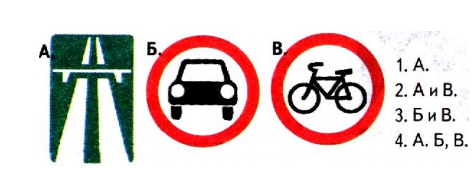 А. Б. В.
1. А.
2. А и В.
3. Б и В.
4. А. Б, В.